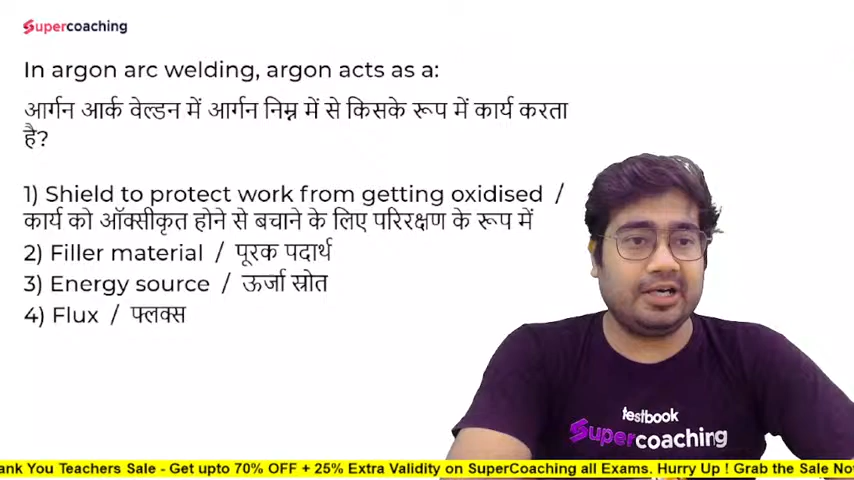 Supercoaching
In argon arc welding, argon acts as a:
आर्गन आर्क वेल्डन में आर्गन निम्न में से किसके रूप में कार्य करता
है?
1) Shield to protect work from getting oxidised /
कार्य को ऑक्सीकृत होने से बचाने के लिए परिरक्षण के रूप में
2) Filler material / पूरक पदार्थ
3) Energy source / ऊर्जा स्रोत
4) Flux / फ्लक्स
testbook
Supercoaching
ank You Teachers Sale - Get upto 70% OFF + 25% Extra Validity on SuperCoaching all Exams. Hurry Up ! Grab the Sale No